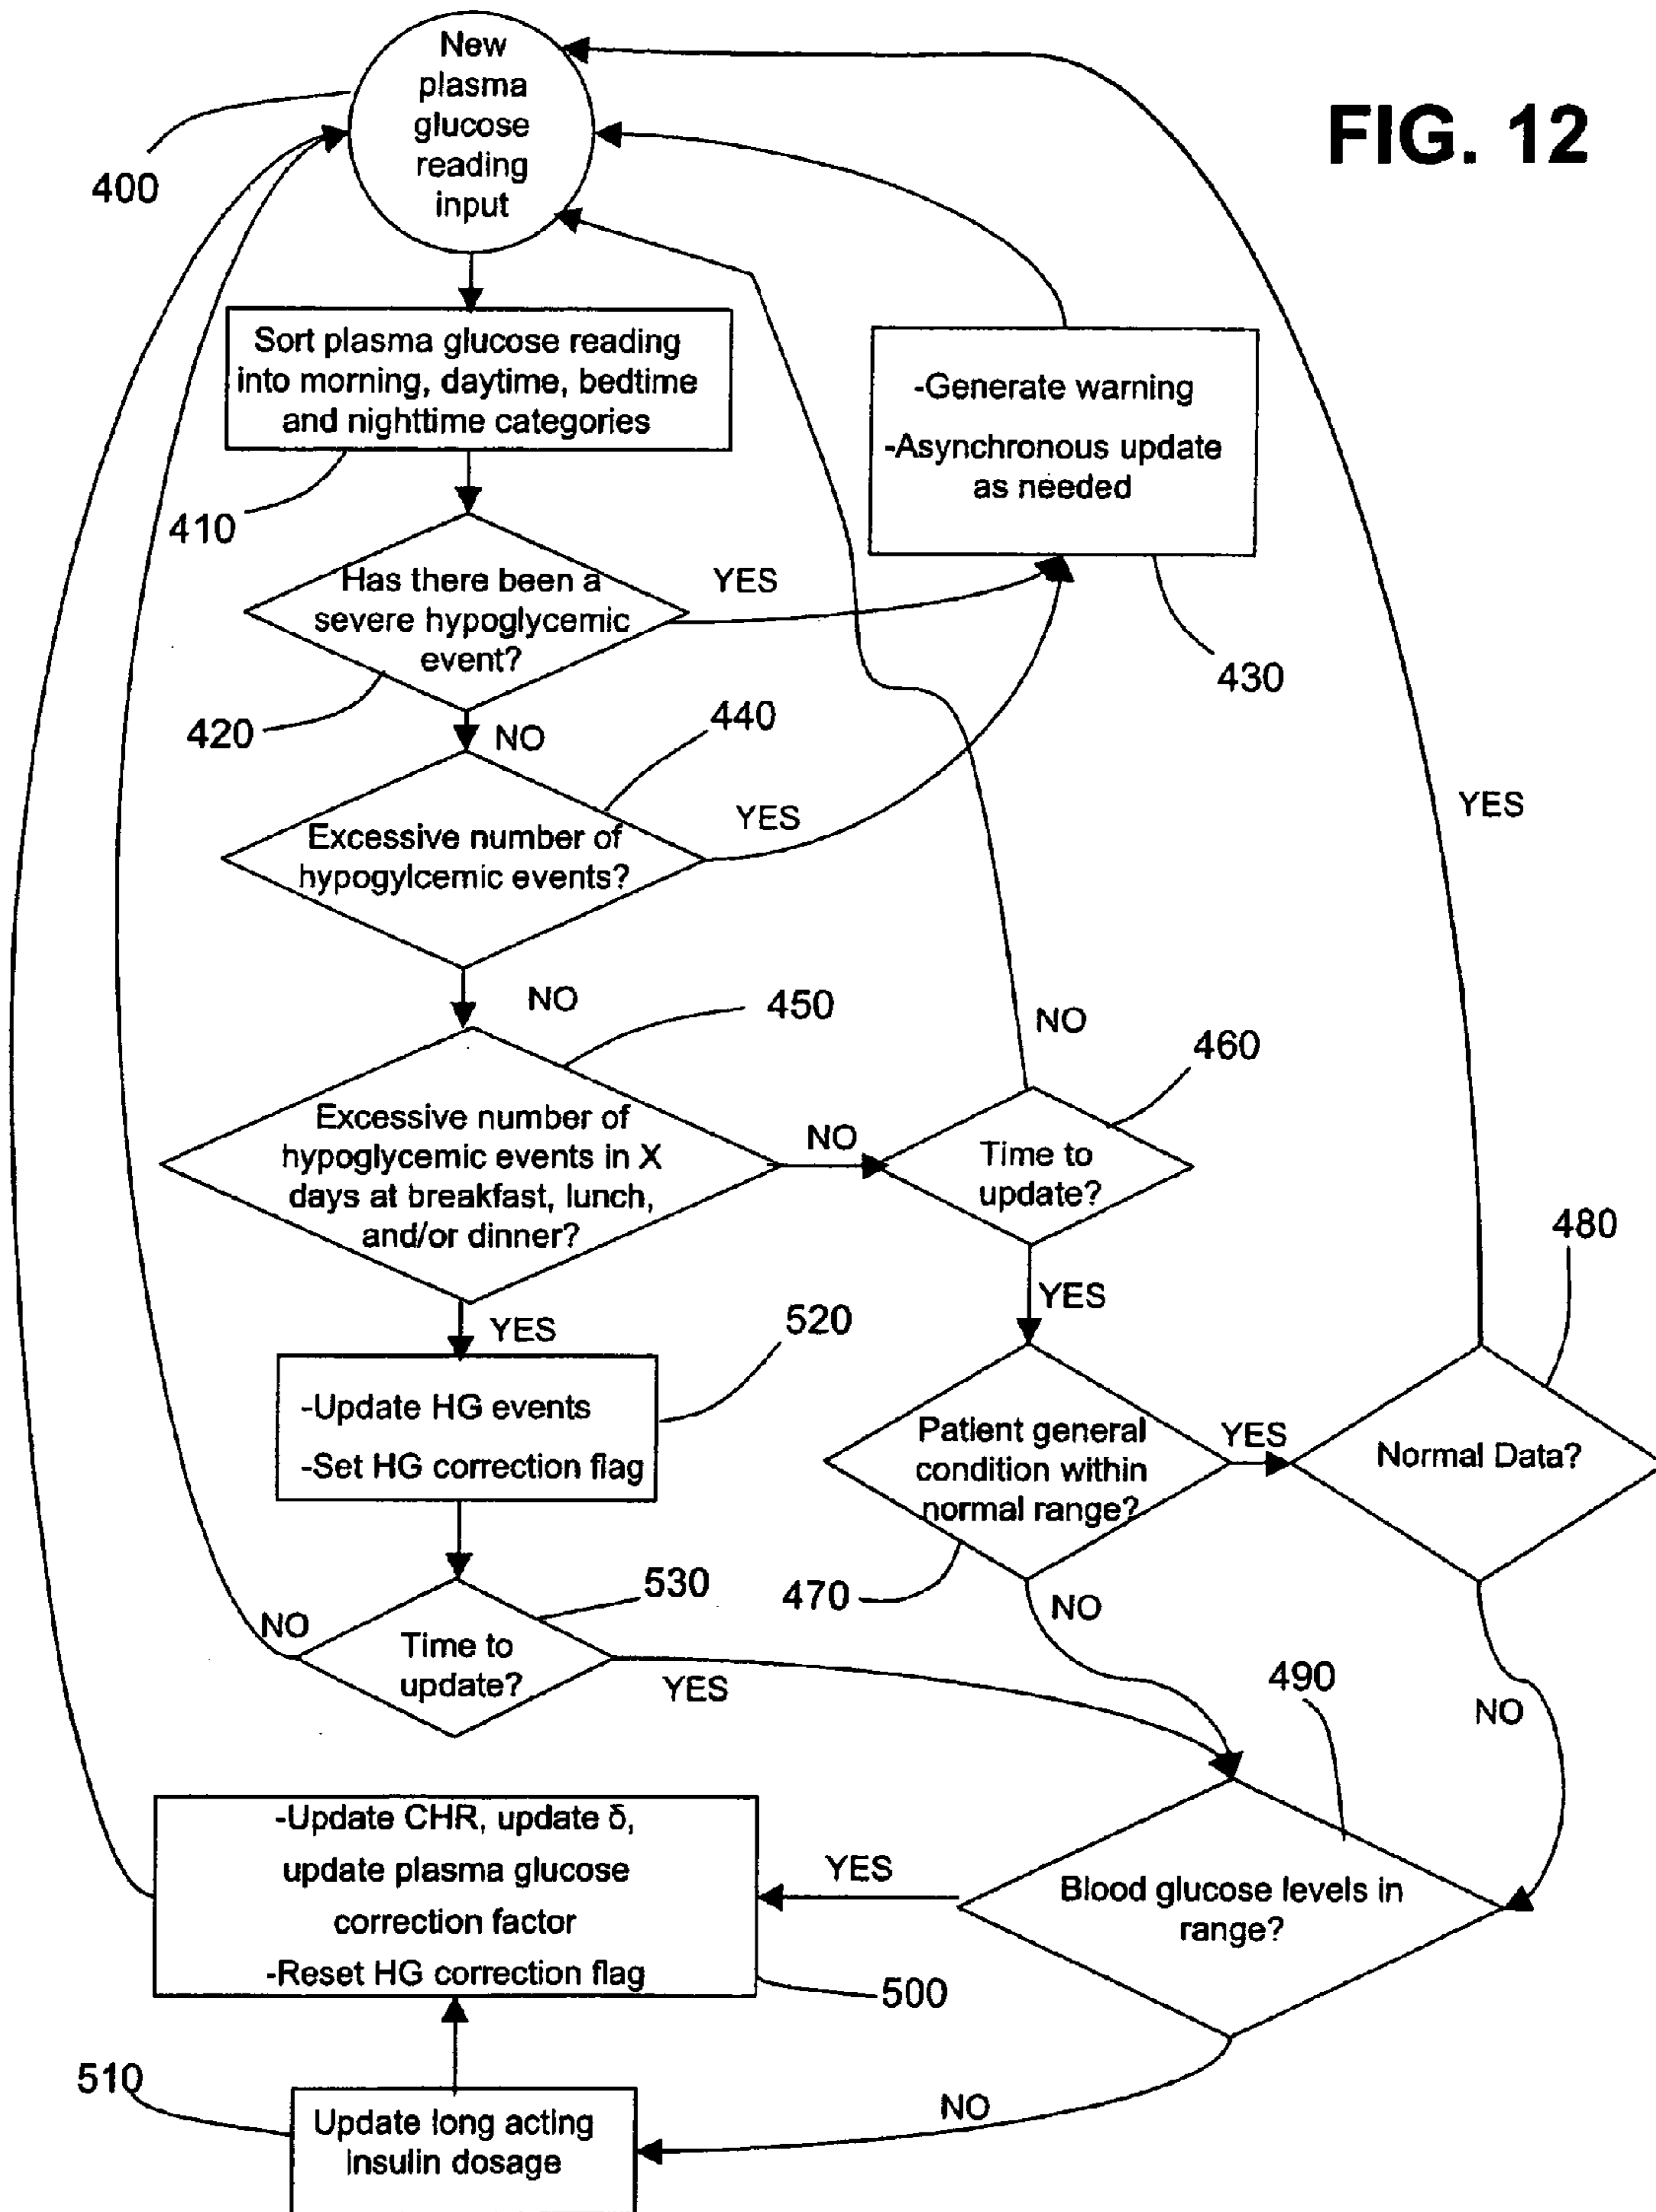 New
plasma
glucose
reading
input
FIG. 12
400
Sort plasma glucose reading
into morning, daytime, bedtime
and nighttime categories
-Generate warning
-Asynchronous update
as needed
410
Has there been a
severe hypoglycemic
event?
YES
430
420
NO
440
Excessive number of
hypogylcemic events?
YES
YES
NO
450
NO
460
Excessive number of
hypoglycemic events in X
days at breakfast, lunch,
and/or dinner?
NO
Time to
update?
480
YES
YES
520
-Update HG events
-Set HG correction flag
Patient general
condition within
normal range?
YES
Normal Data?
470
NO
530
NO
Time to
update?
YES
490
NO
-Update CHR, update δ,
update plasma glucose
correction factor
-Reset HG correction flag
YES
Blood glucose levels in
range?
500
510
Update long acting
insulin dosage
NO